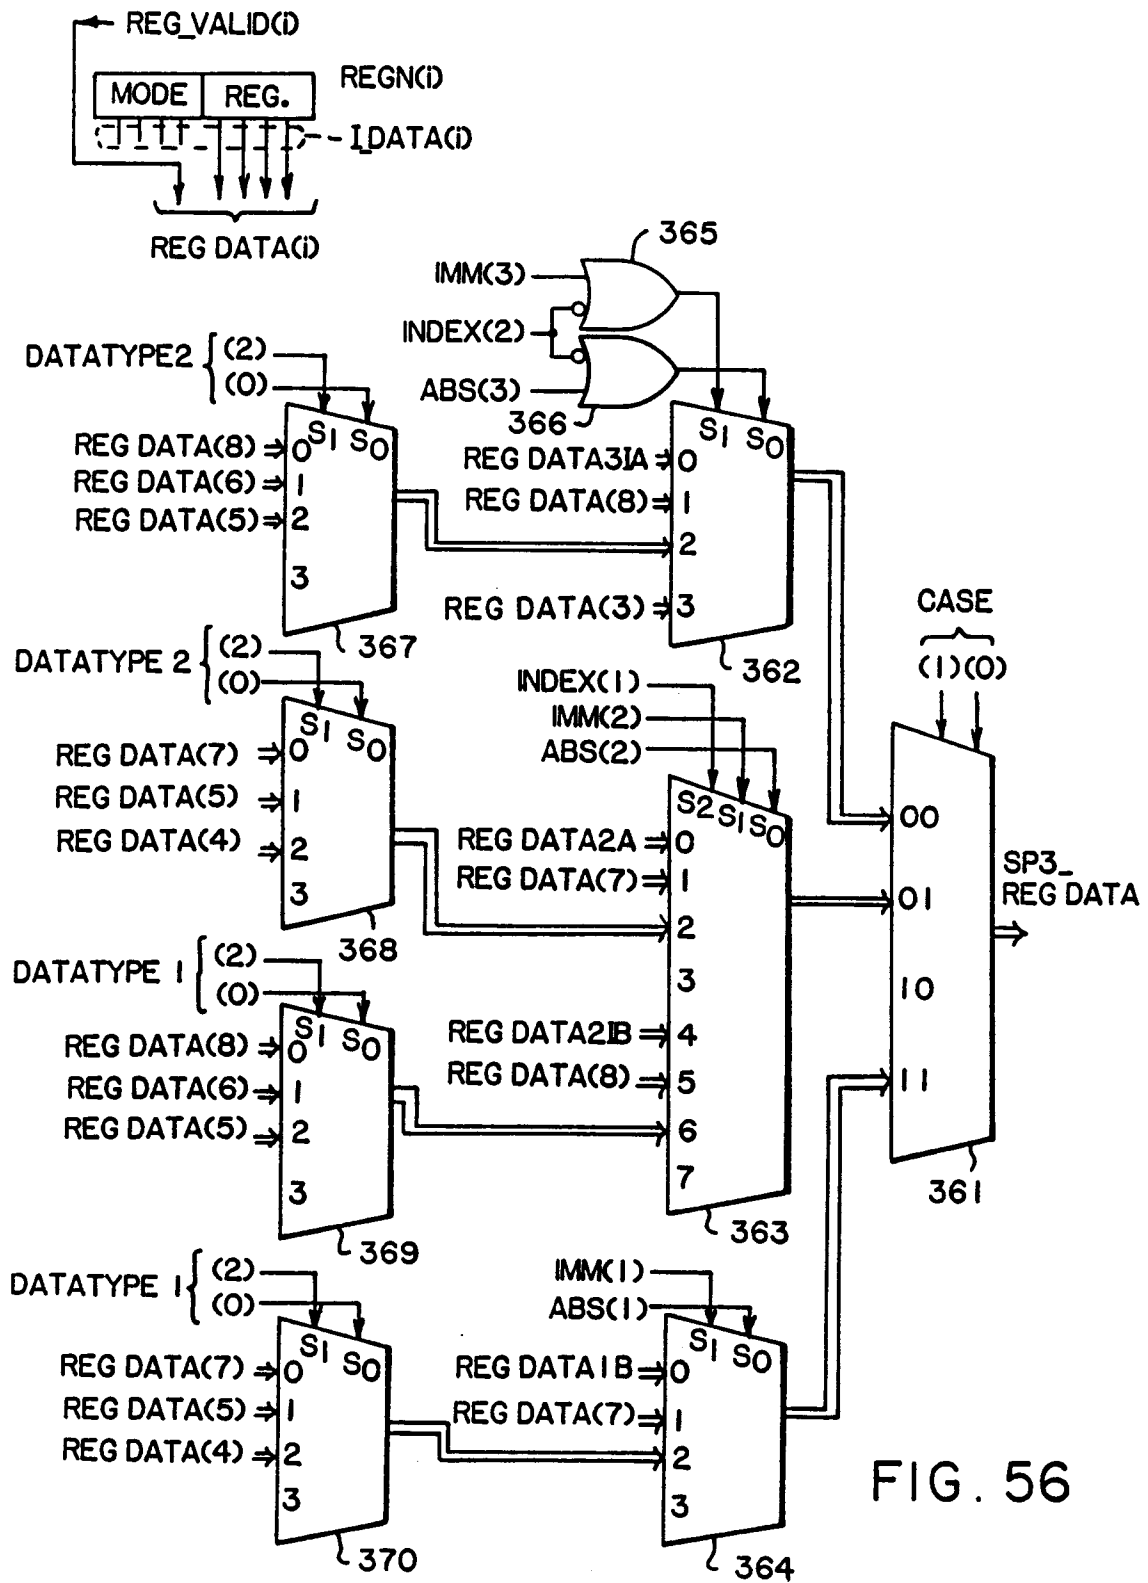 REG_VALID(i)
REGN(i)
MODE REG.
I_DATA(i)
REG DATA(i)
365
IMM(3)
INDEX(2)
ABS(3)
366
DATATYPE2 (2)
(0)
S1 S0
REG DATA(8) 0
REG DATA(6) 1
REG DATA(5) 2
3
367
S1 S0
REG DATA3IA 0
REG DATA(8) 1
2
REG DATA(3) 3
362
CASE
(1) (0)
DATATYPE 2 (2)
(0)
S1 S0
REG DATA(7) 0
REG DATA(5) 1
REG DATA(4) 2
3
368
INDEX(1)
IMM(2)
ABS(2)
S2 S1 S0
REG DATA2A 0
REG DATA(7) 1
2
3
REG DATA2IB 4
REG DATA(8) 5
6
7
363
00
01
10
11
361
SP3_
REG DATA
DATATYPE 1 (2)
(0)
S1 S0
REG DATA(8) 0
REG DATA(6) 1
REG DATA(5) 2
3
369
DATATYPE 1 (2)
(0)
S1 S0
REG DATA(7) 0
REG DATA(5) 1
REG DATA(4) 2
3
370
IMM(1)
ABS(1)
S1 S0
REG DATA1B 0
REG DATA(7) 1
2
3
364
FIG. 56